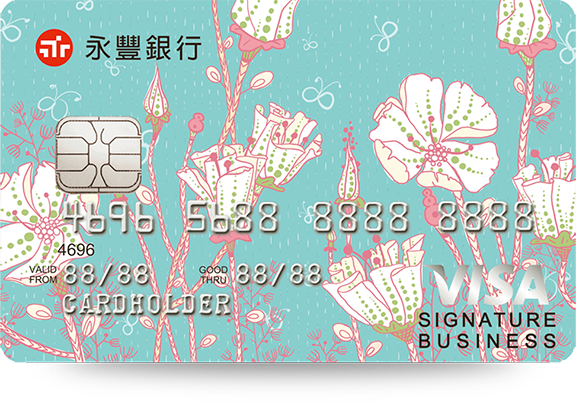 永豐銀行
4696 5688 8888 8888
4696
VALID FROM 88/88 GOOD THRU 88/88
CARDHOLDER
VISA
SIGNATURE
BUSINESS